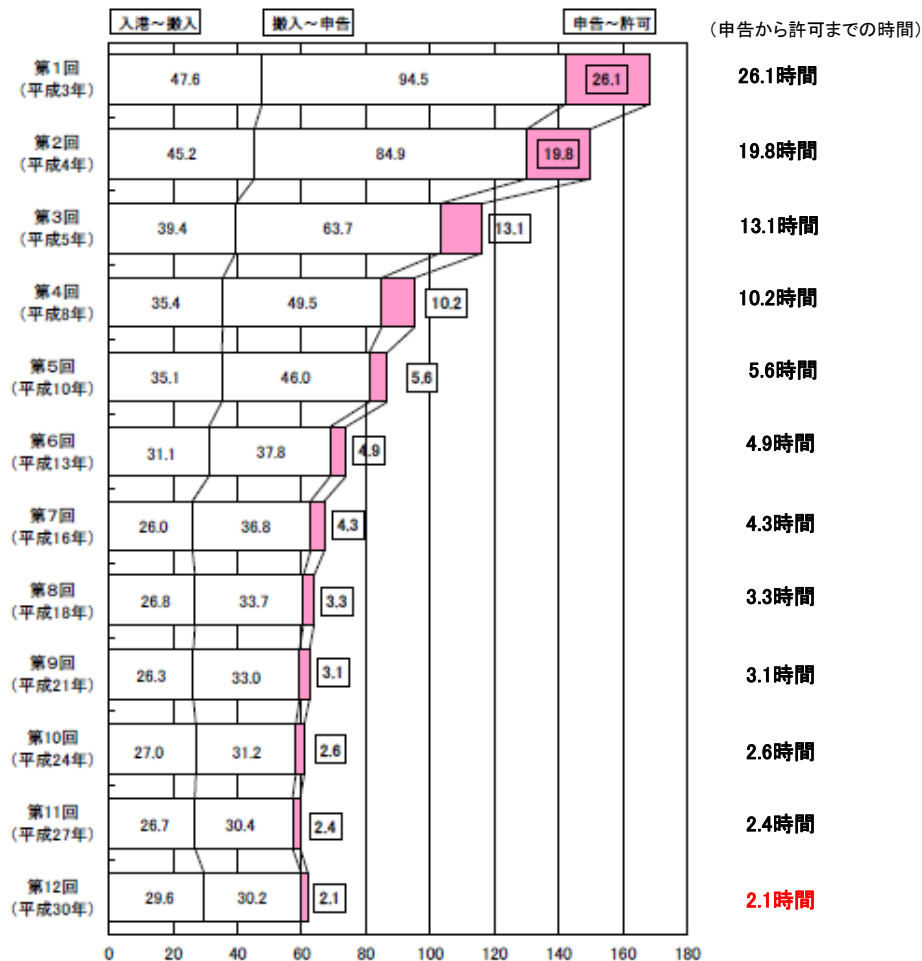 入港～搬入 搬入～申告 申告～許可 (申告から許可までの時間)
第1回
(平成3年) 47.6 94.5 26.1 26.1時間
第2回
(平成4年) 45.2 84.9 19.8 19.8時間
第3回
(平成5年) 39.4 63.7 13.1 13.1時間
第4回
(平成8年) 35.4 49.5 10.2 10.2時間
第5回
(平成10年) 35.1 46.0 5.6 5.6時間
第6回
(平成13年) 31.1 37.8 4.9 4.9時間
第7回
(平成16年) 26.0 36.8 4.3 4.3時間
第8回
(平成18年) 26.8 33.7 3.3 3.3時間
第9回
(平成21年) 26.3 33.0 3.1 3.1時間
第10回
(平成24年) 27.0 31.2 2.6 2.6時間
第11回
(平成27年) 26.7 30.4 2.4 2.4時間
第12回
(平成30年) 29.6 30.2 2.1 2.1時間
0 20 40 60 80 100 120 140 160 180